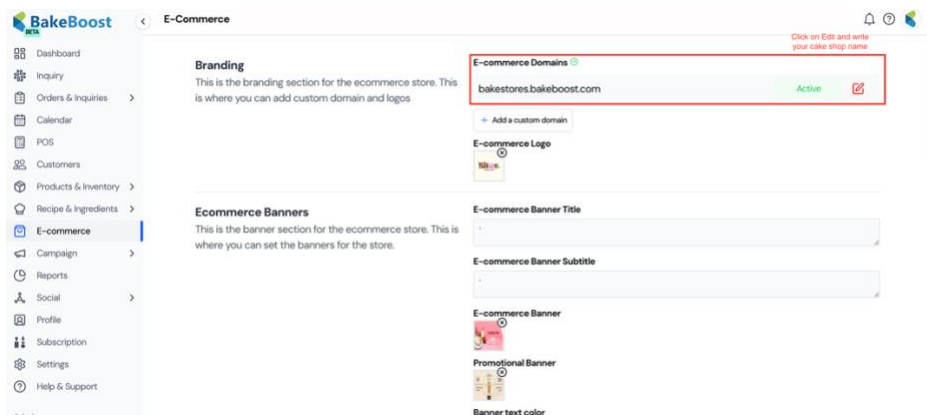 BakeBoost
BETA
E-Commerce
Click on Edit and write
your cake shop name
Dashboard
Inquiry
Orders & Inquiries
Calendar
POS
Customers
Products & Inventory
Recipe & Ingredients
E-commerce
Campaign
Reports
Social
Profile
Subscription
Settings
Help & Support
Branding
This is the branding section for the ecommerce store. This
is where you can add custom domain and logos
E-commerce Domains
bakestores.bakeboost.com
Active
+ Add a custom domain
E-commerce Logo
Ecommerce Banners
This is the banner section for the ecommerce store. This is
where you can set the banners for the store.
E-commerce Banner Title
E-commerce Banner Subtitle
E-commerce Banner
Promotional Banner
Banner text color